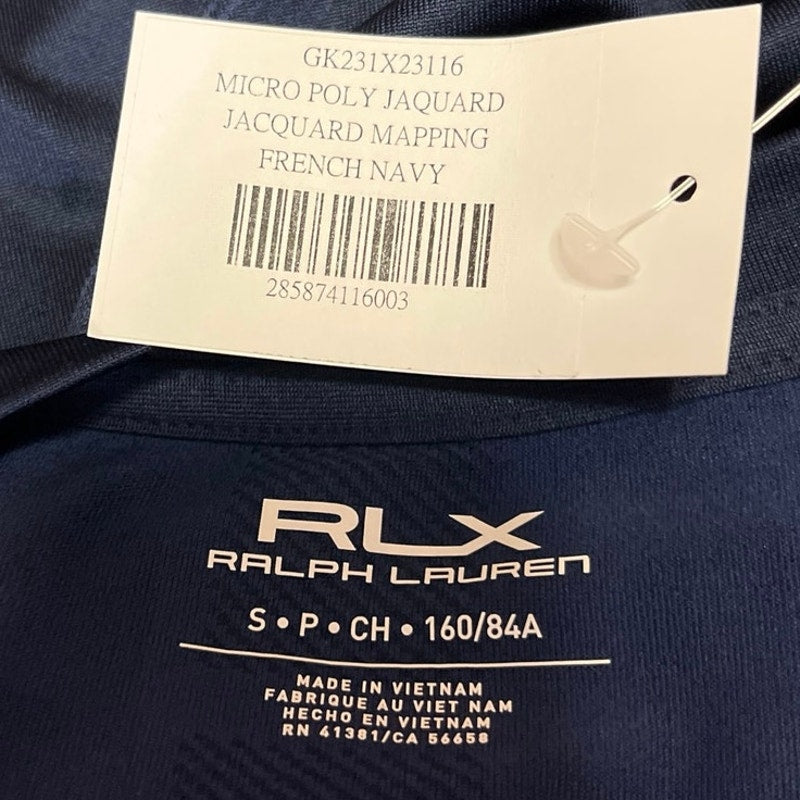 GK231X23116
MICRO POLY JAQUARD
JACQUARD MAPPING
FRENCH NAVY
285874116003
RLX
RALPH LAUREN
S • P • CH • 160/84A
MADE IN VIETNAM
FABRIQUE AU VIET NAM
HECHO EN VIETNAM
RN 41381/CA 56658